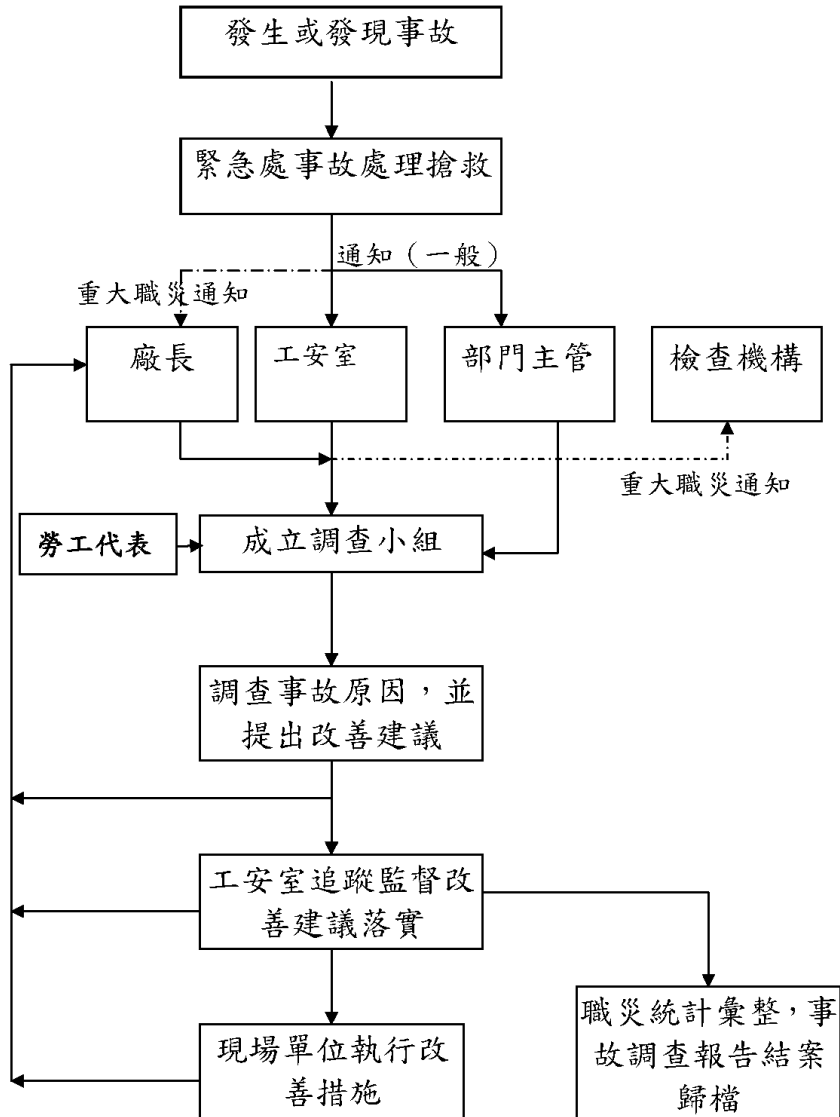 發生或發現事故
緊急處事故處理搶救
通知（一般）
重大職災通知
廠長
工安室
部門主管
檢查機構
重大職災通知
勞工代表
成立調查小組
調查事故原因，並
提出改善建議
工安室追蹤監督改
善建議落實
現場單位執行改
善措施
職災統計彙整，事
故調查報告結案
歸檔